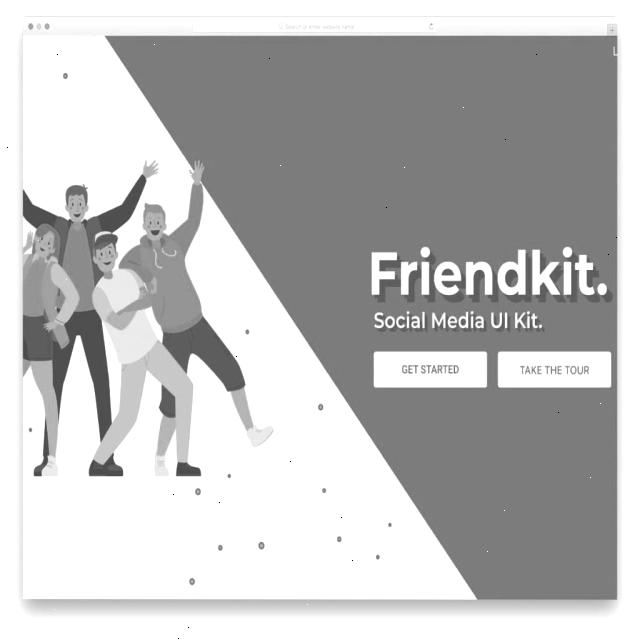 Search or enter website name
Friendkit.
Social Media UI Kit.
GET STARTED
TAKE THE TOUR